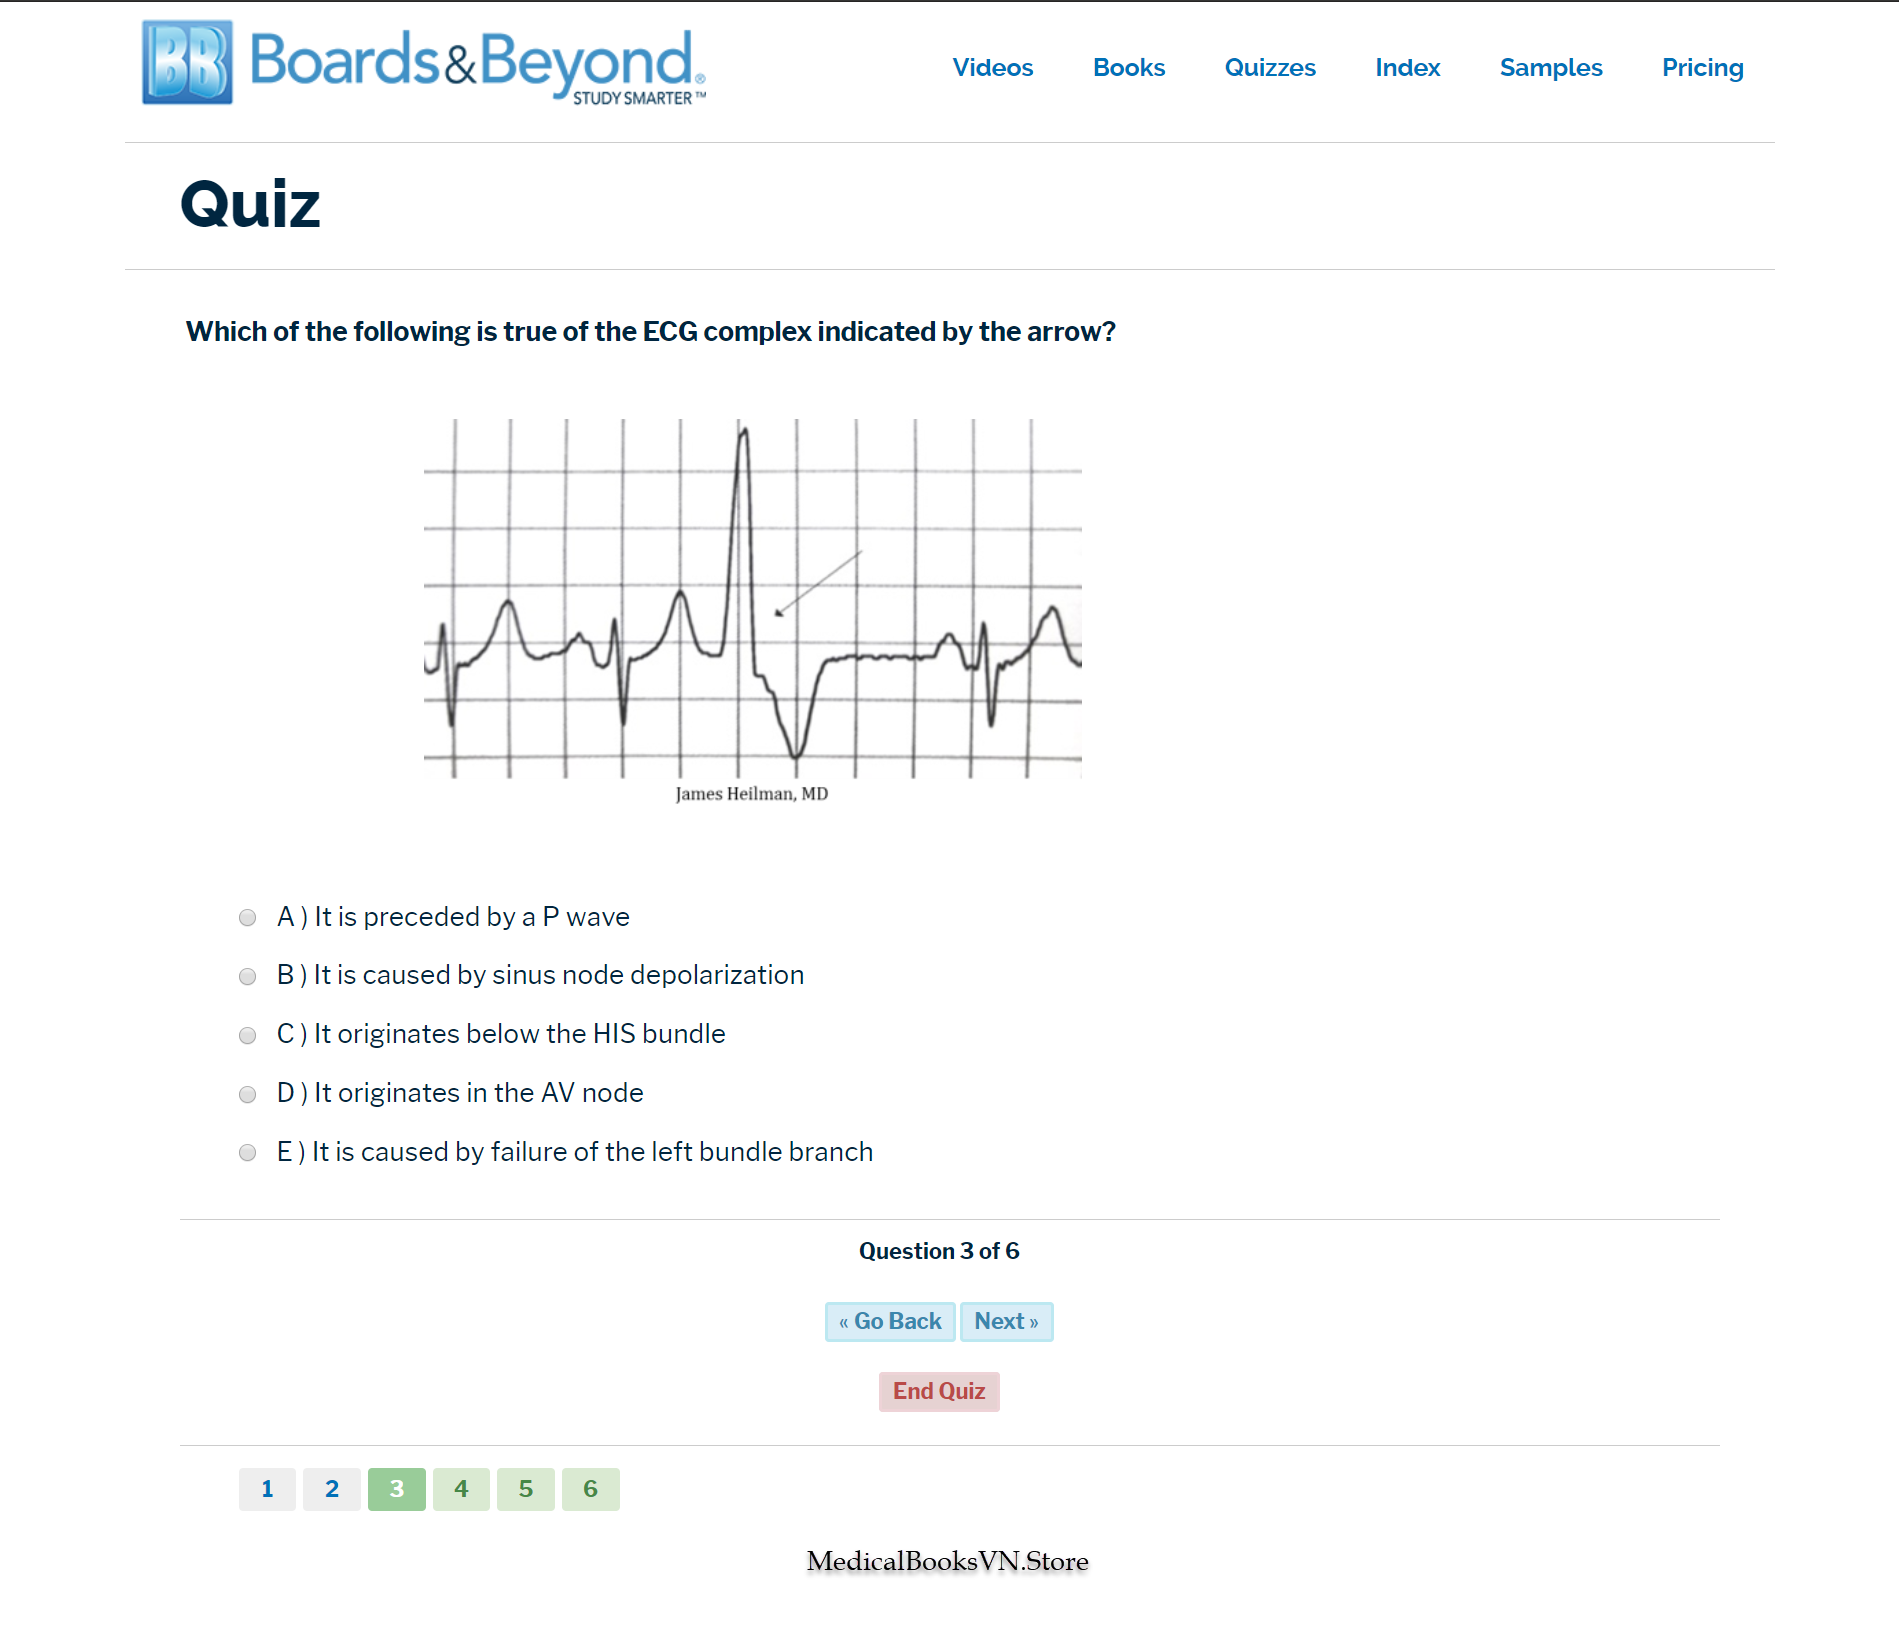 BB Boards&Beyond®
STUDY SMARTER™
Videos Books Quizzes Index Samples Pricing
Quiz
Which of the following is true of the ECG complex indicated by the arrow?
James Heilman, MD
A ) It is preceded by a P wave
B ) It is caused by sinus node depolarization
C ) It originates below the HIS bundle
D ) It originates in the AV node
E ) It is caused by failure of the left bundle branch
Question 3 of 6
« Go Back Next »
End Quiz
1 2 3 4 5 6
MedicalBooksVN.Store